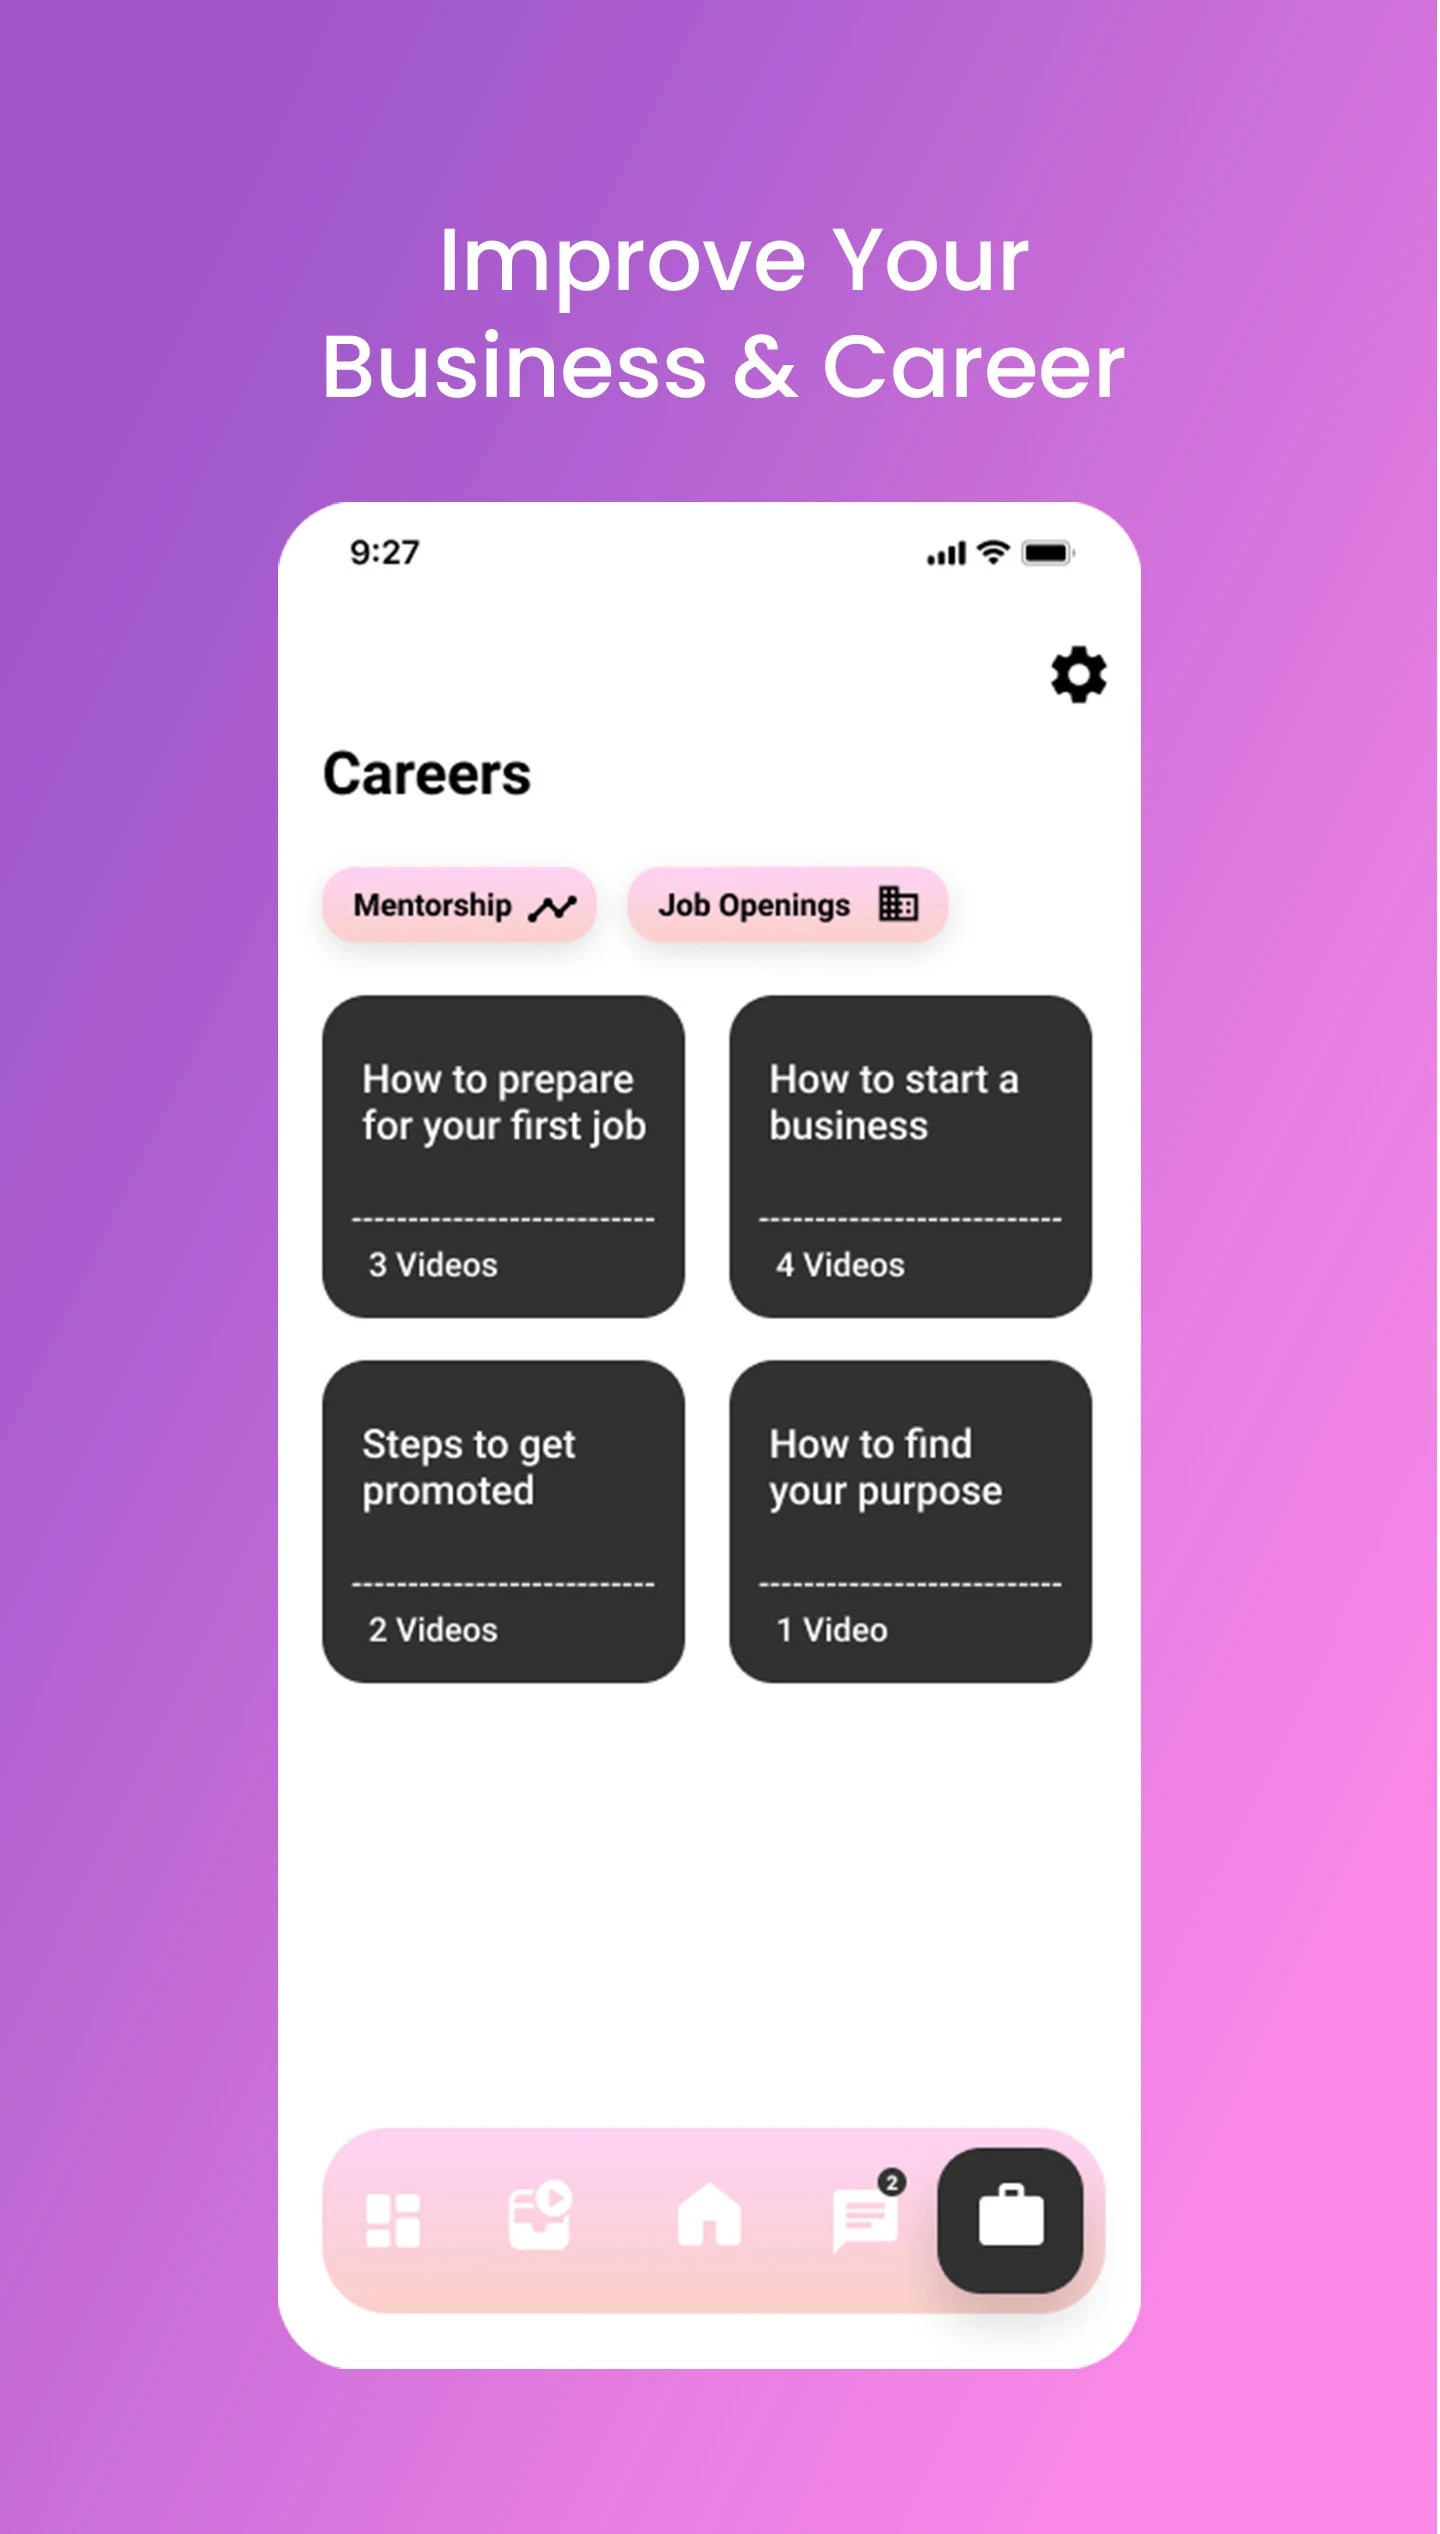 Improve Your
Business & Career
9:27
Careers
Mentorship
Job Openings
How to prepare
for your first job
3 Videos
How to start a
business
4 Videos
Steps to get
promoted
2 Videos
How to find
your purpose
1 Video
2